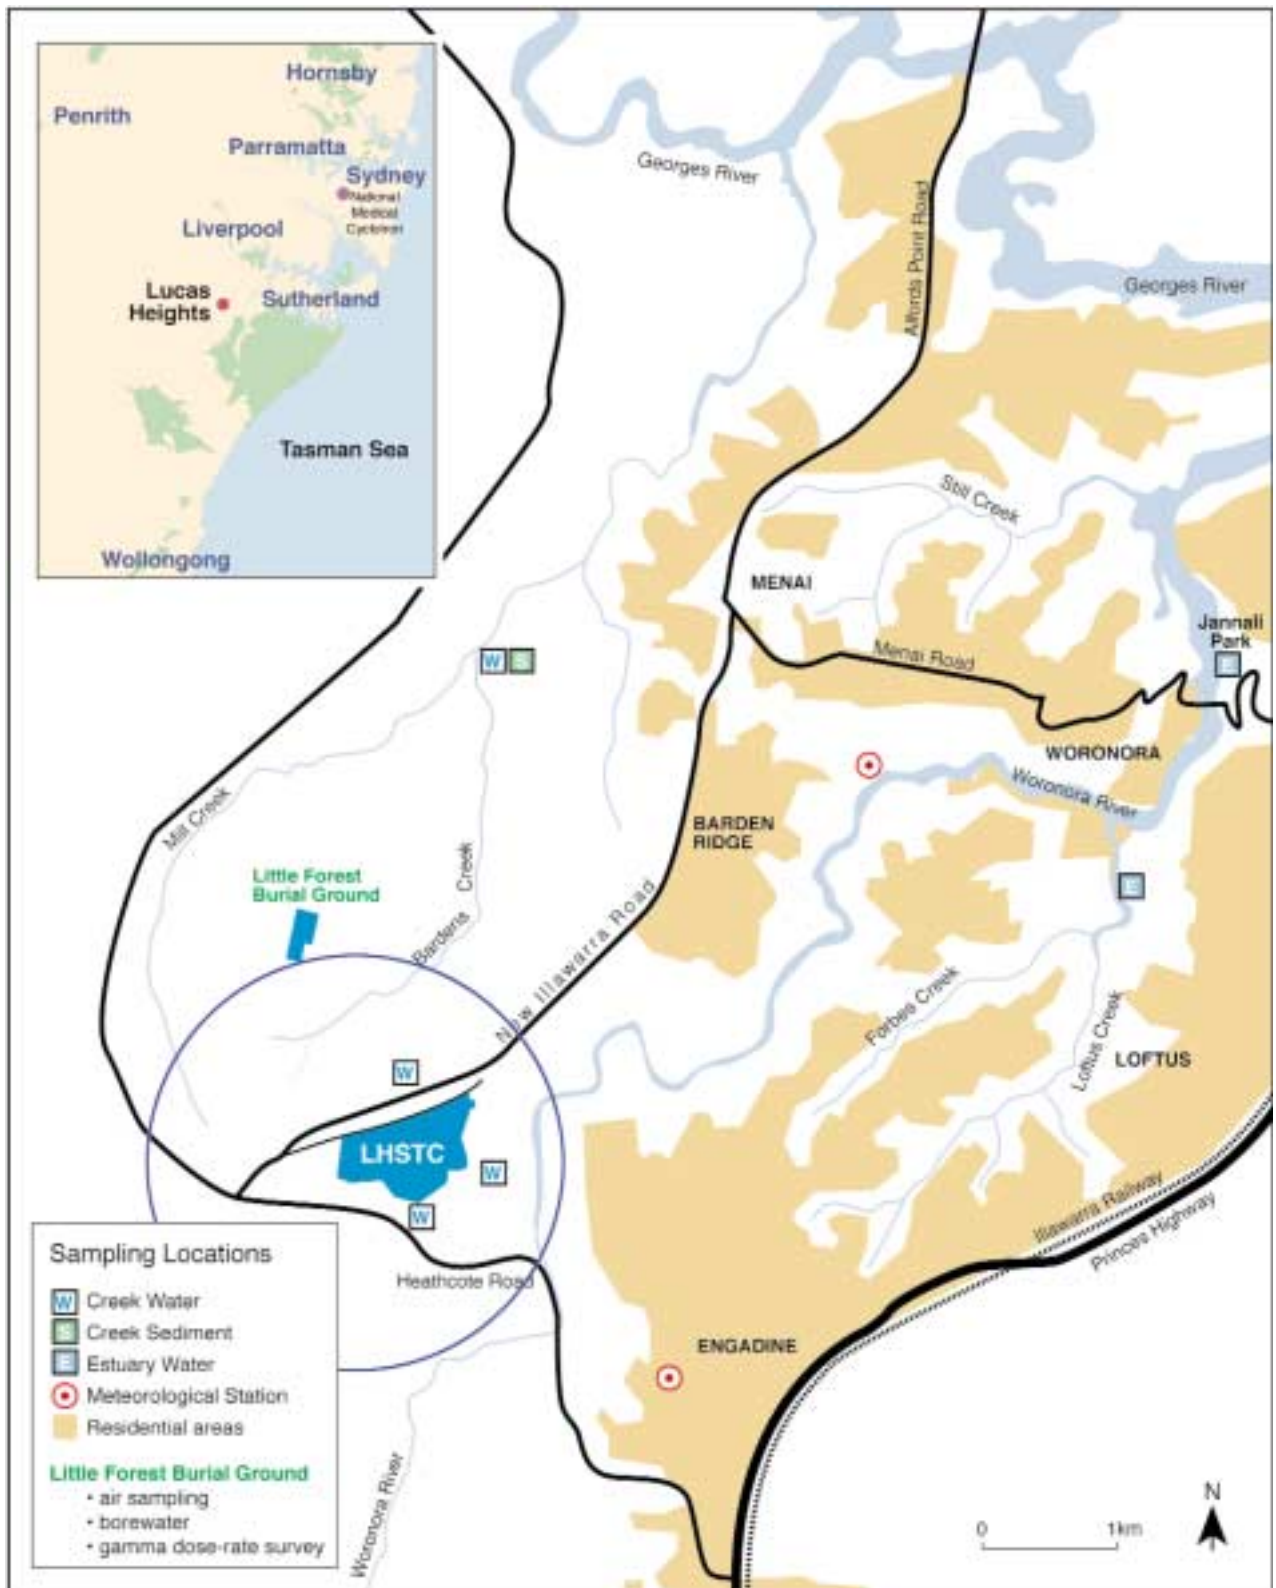 Hornsby
Penrith
Parramatta
Sydney
National
Medical
Cyclotron
Liverpool
Lucas
Heights
Sutherland
Tasman Sea
Wollongong
Georges River
Alfords Point Road
Georges River
Still Creek
MENAI
Jannali
Park
E
Menai Road
W S
WORONORA
Woronora River
Mill Creek
BARDEN
RIDGE
Little Forest
Burial Ground
Bardens Creek
E
New Illawarra Road
Forbes Creek
Loftus Creek
LOFTUS
W
LHSTC
W
W
Illawarra Railway
Princes Highway
Heathcote Road
ENGADINE
Woronora River
Sampling Locations
W Creek Water
S Creek Sediment
E Estuary Water
Meteorological Station
Residential areas
Little Forest Burial Ground
• air sampling
• borewater
• gamma dose-rate survey
N
0 1km